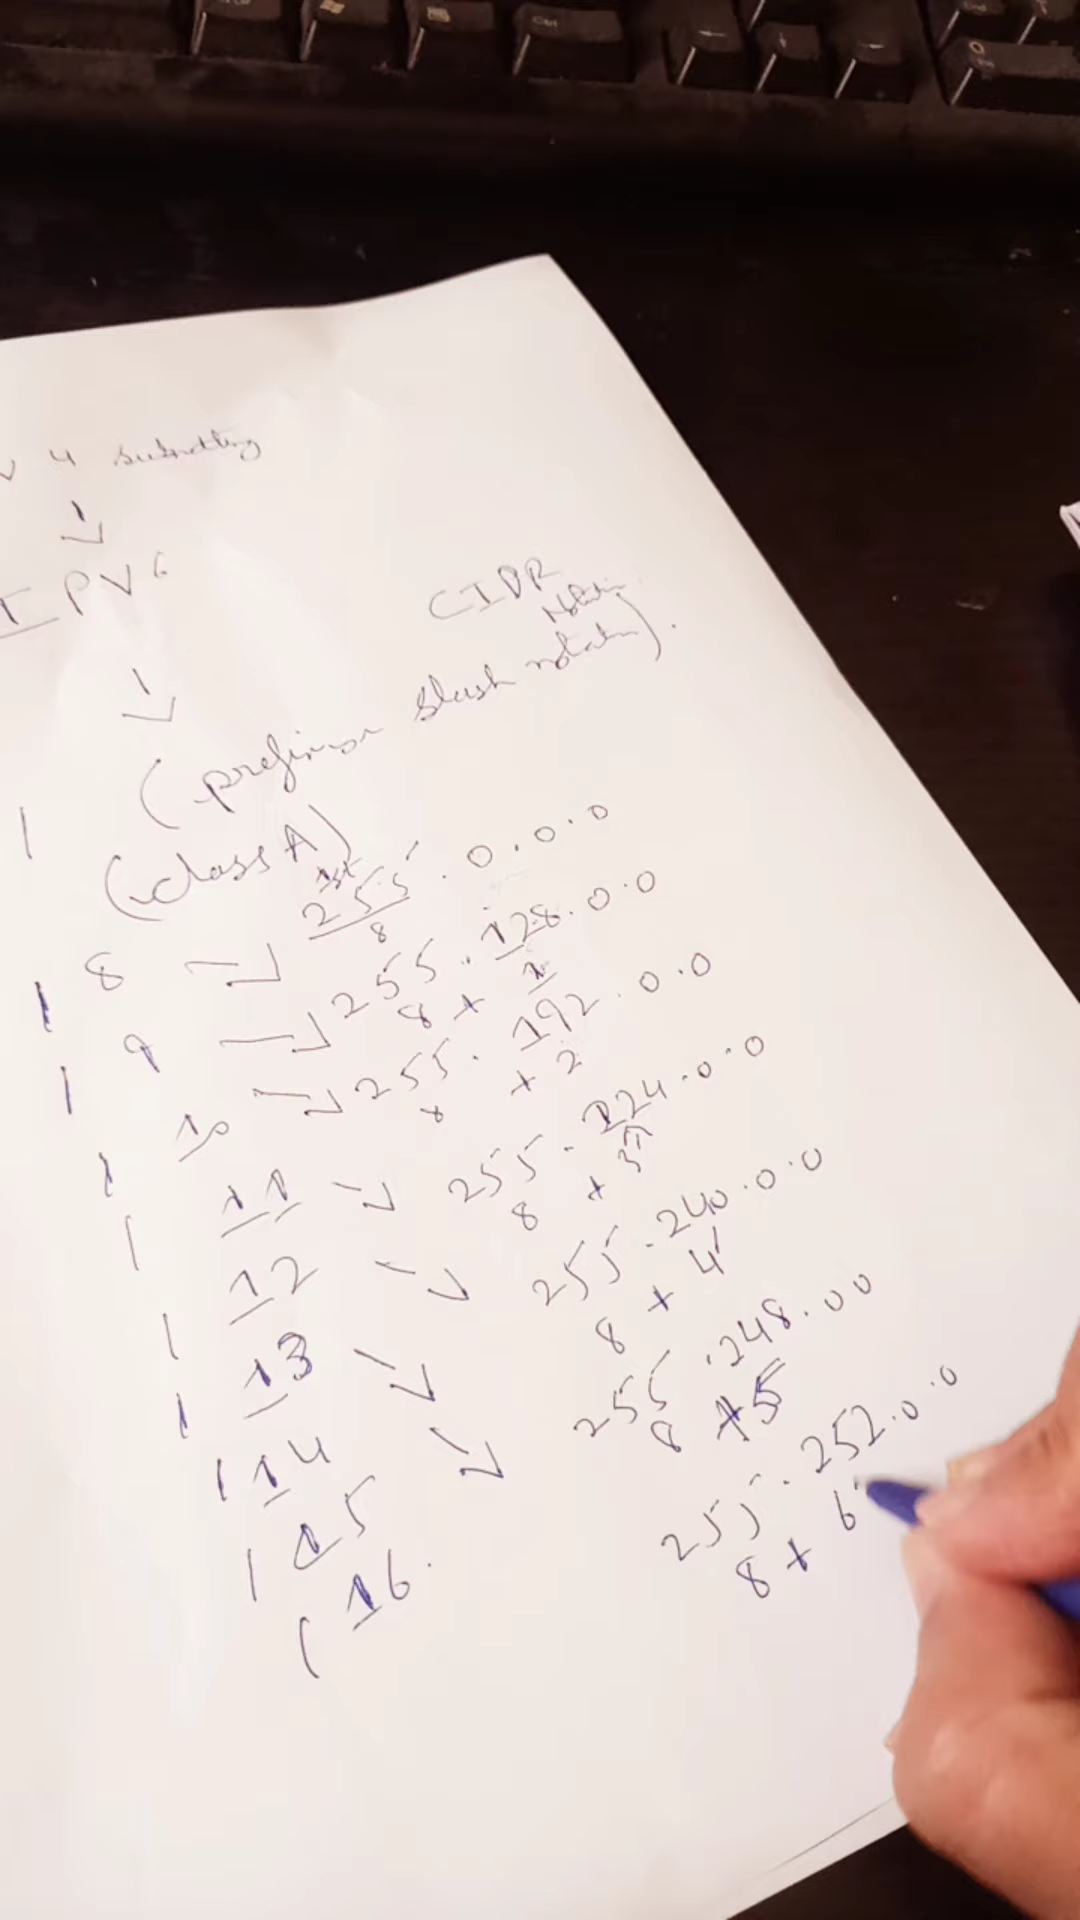 V 4 subnetting
IPV6
CIDR
Notation
(prefix or slash notation).
(class A)
1st
/8 → 255.0.0.0
8
/9 → 255.128.0.0
8 + 1
/10 → 255.192.0.0
8 + 2
/11 → 255.224.0.0
8 + 3
/12 → 255.240.0.0
8 + 4
/13 → 255.248.00
8 + 5
/14 → 255.252.0.0
8 + 6
/15
/16.